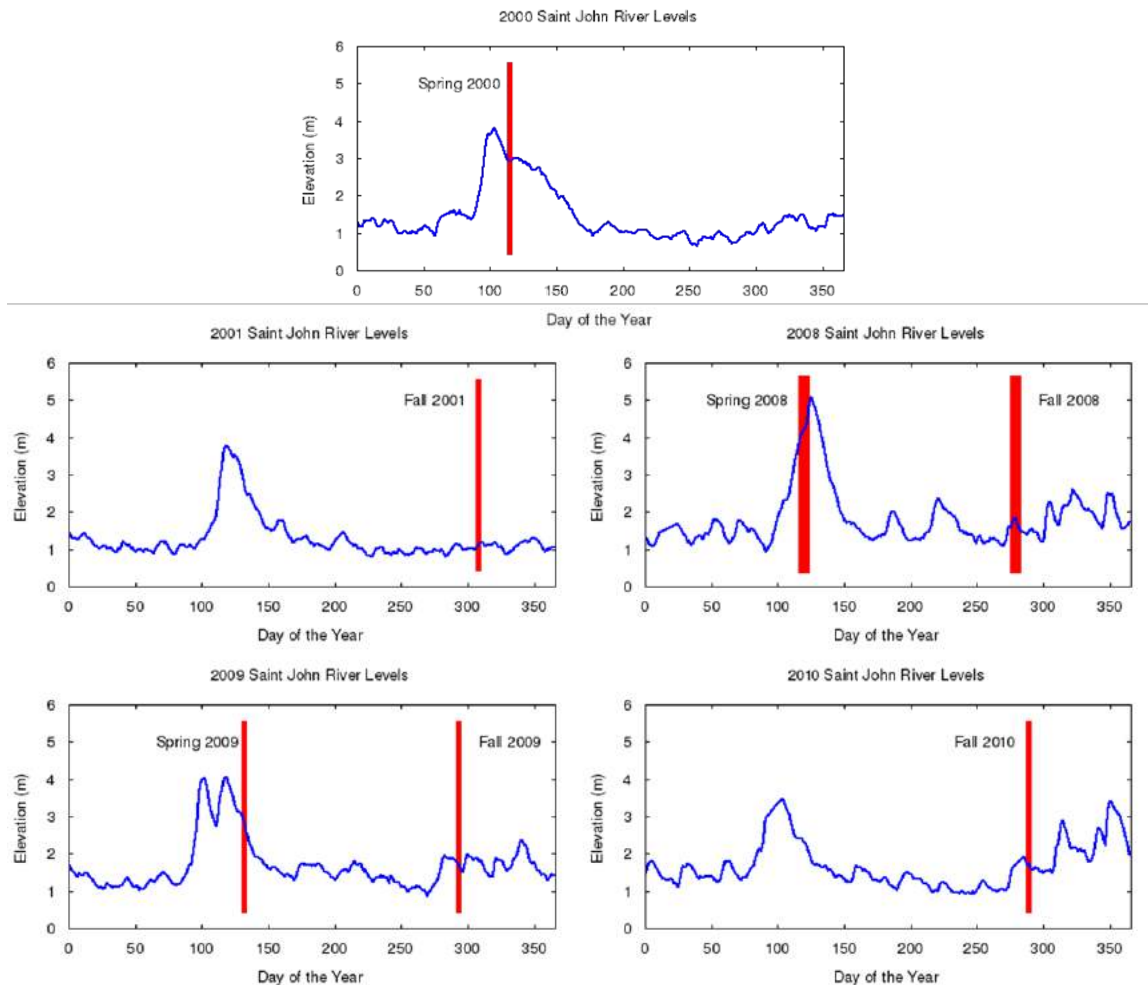 2000 Saint John River Levels
6
5
4
3
2
1
0
Elevation (m)
Spring 2000
0 50 100 150 200 250 300 350
Day of the Year
2001 Saint John River Levels
6
5
4
3
2
1
0
Elevation (m)
Fall 2001
0 50 100 150 200 250 300 350
Day of the Year
2008 Saint John River Levels
6
5
4
3
2
1
0
Elevation (m)
Spring 2008
Fall 2008
0 50 100 150 200 250 300 350
Day of the Year
2009 Saint John River Levels
6
5
4
3
2
1
0
Elevation (m)
Spring 2009
Fall 2009
0 50 100 150 200 250 300 350
Day of the Year
2010 Saint John River Levels
6
5
4
3
2
1
0
Elevation (m)
Fall 2010
0 50 100 150 200 250 300 350
Day of the Year